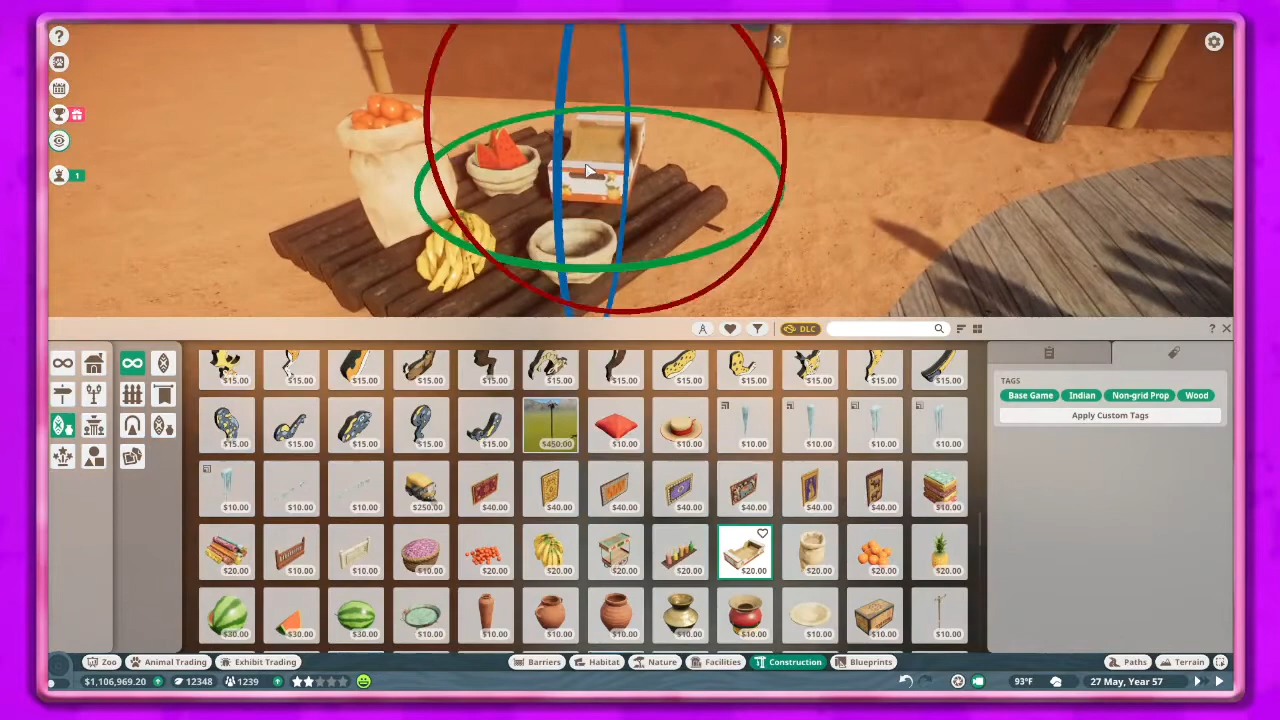 ?
1
DLC
?
$15.00 $15.00 $15.00 $15.00 $15.00 $15.00 $15.00 $15.00 $15.00 $15.00 $15.00 $15.00
$15.00 $15.00 $15.00 $15.00 $15.00 $450.00 $10.00 $10.00 $10.00 $10.00 $10.00 $10.00
$10.00 $10.00 $10.00 $250.00 $40.00 $40.00 $40.00 $40.00 $40.00 $40.00 $40.00 $10.00
$20.00 $10.00 $10.00 $10.00 $20.00 $20.00 $20.00 $20.00 $20.00 $20.00 $20.00 $20.00
$30.00 $30.00 $30.00 $10.00 $10.00 $10.00 $10.00 $10.00 $10.00 $10.00 $10.00 $10.00
TAGS
Base Game Indian Non-grid Prop Wood
Apply Custom Tags
Zoo Animal Trading Exhibit Trading Barriers Habitat Nature Facilities Construction Blueprints Paths Terrain
$1,106,969.20 12348 1239 93°F 27 May, Year 57